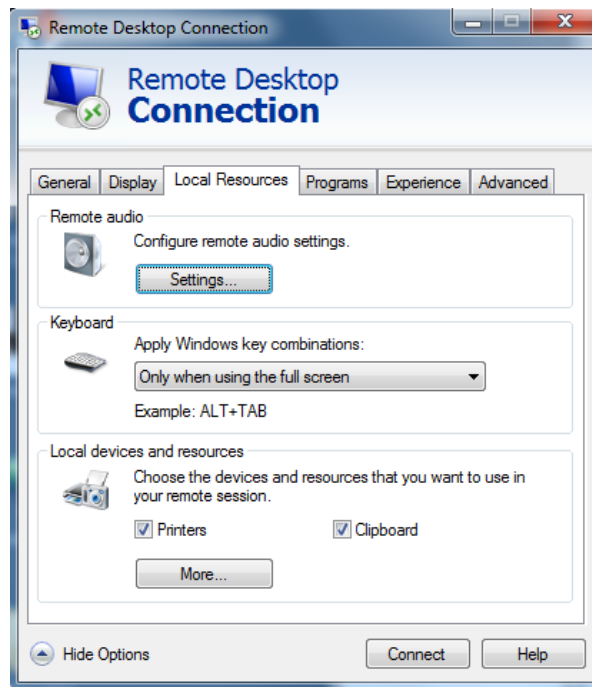 Remote Desktop Connection
Remote Desktop
Connection
General Display Local Resources Programs Experience Advanced
Remote audio
Configure remote audio settings.
Settings...
Keyboard
Apply Windows key combinations:
Only when using the full screen
Example: ALT+TAB
Local devices and resources
Choose the devices and resources that you want to use in
your remote session.
Printers Clipboard
More...
Hide Options Connect Help